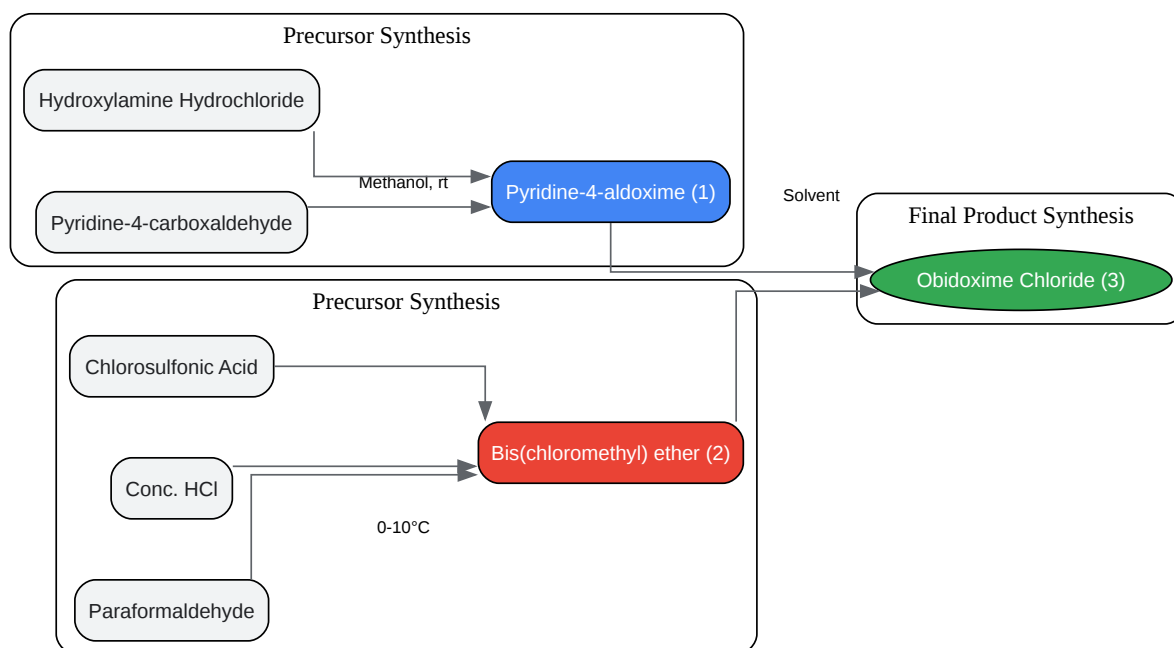 Precursor Synthesis
Hydroxylamine Hydrochloride
Methanol, rt
Pyridine-4-aldoxime (1)
Pyridine-4-carboxaldehyde
Solvent
Final Product Synthesis
Obidoxime Chloride (3)
Precursor Synthesis
Chlorosulfonic Acid
Bis(chloromethyl) ether (2)
Conc. HCl
0-10°C
Paraformaldehyde